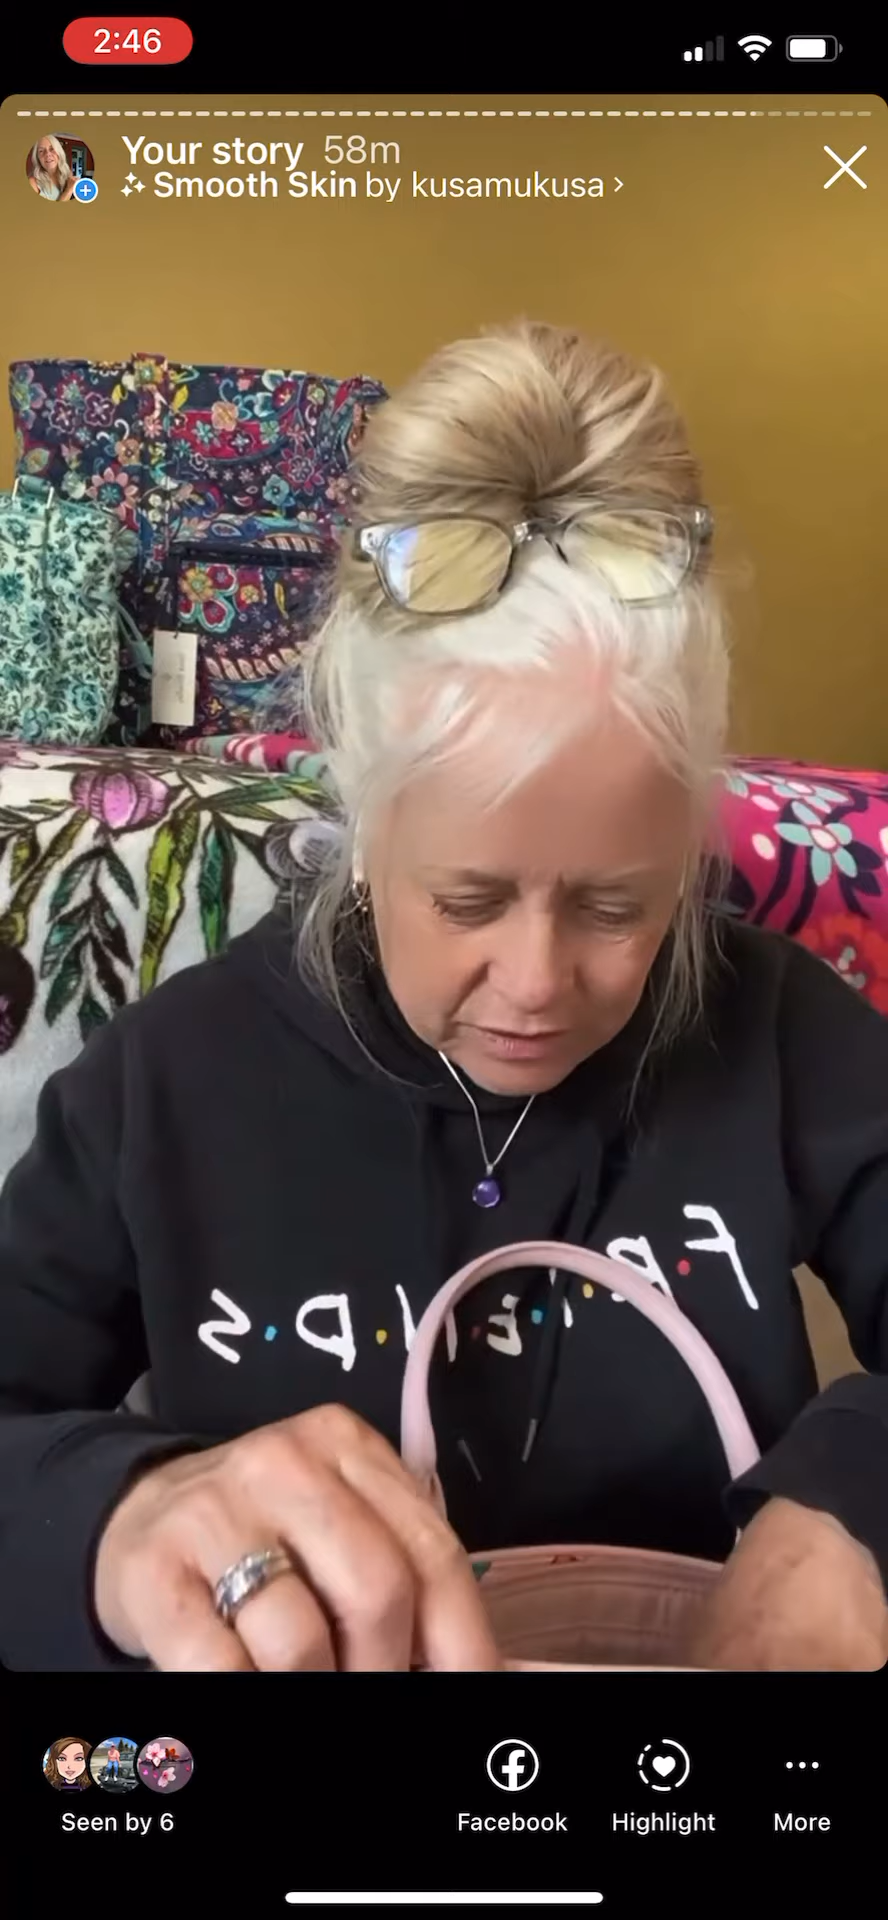 2:46
Your story 58m
Smooth Skin by kusamukusa >
F•R•I•E•N•D•S
Seen by 6
Facebook
Highlight
More